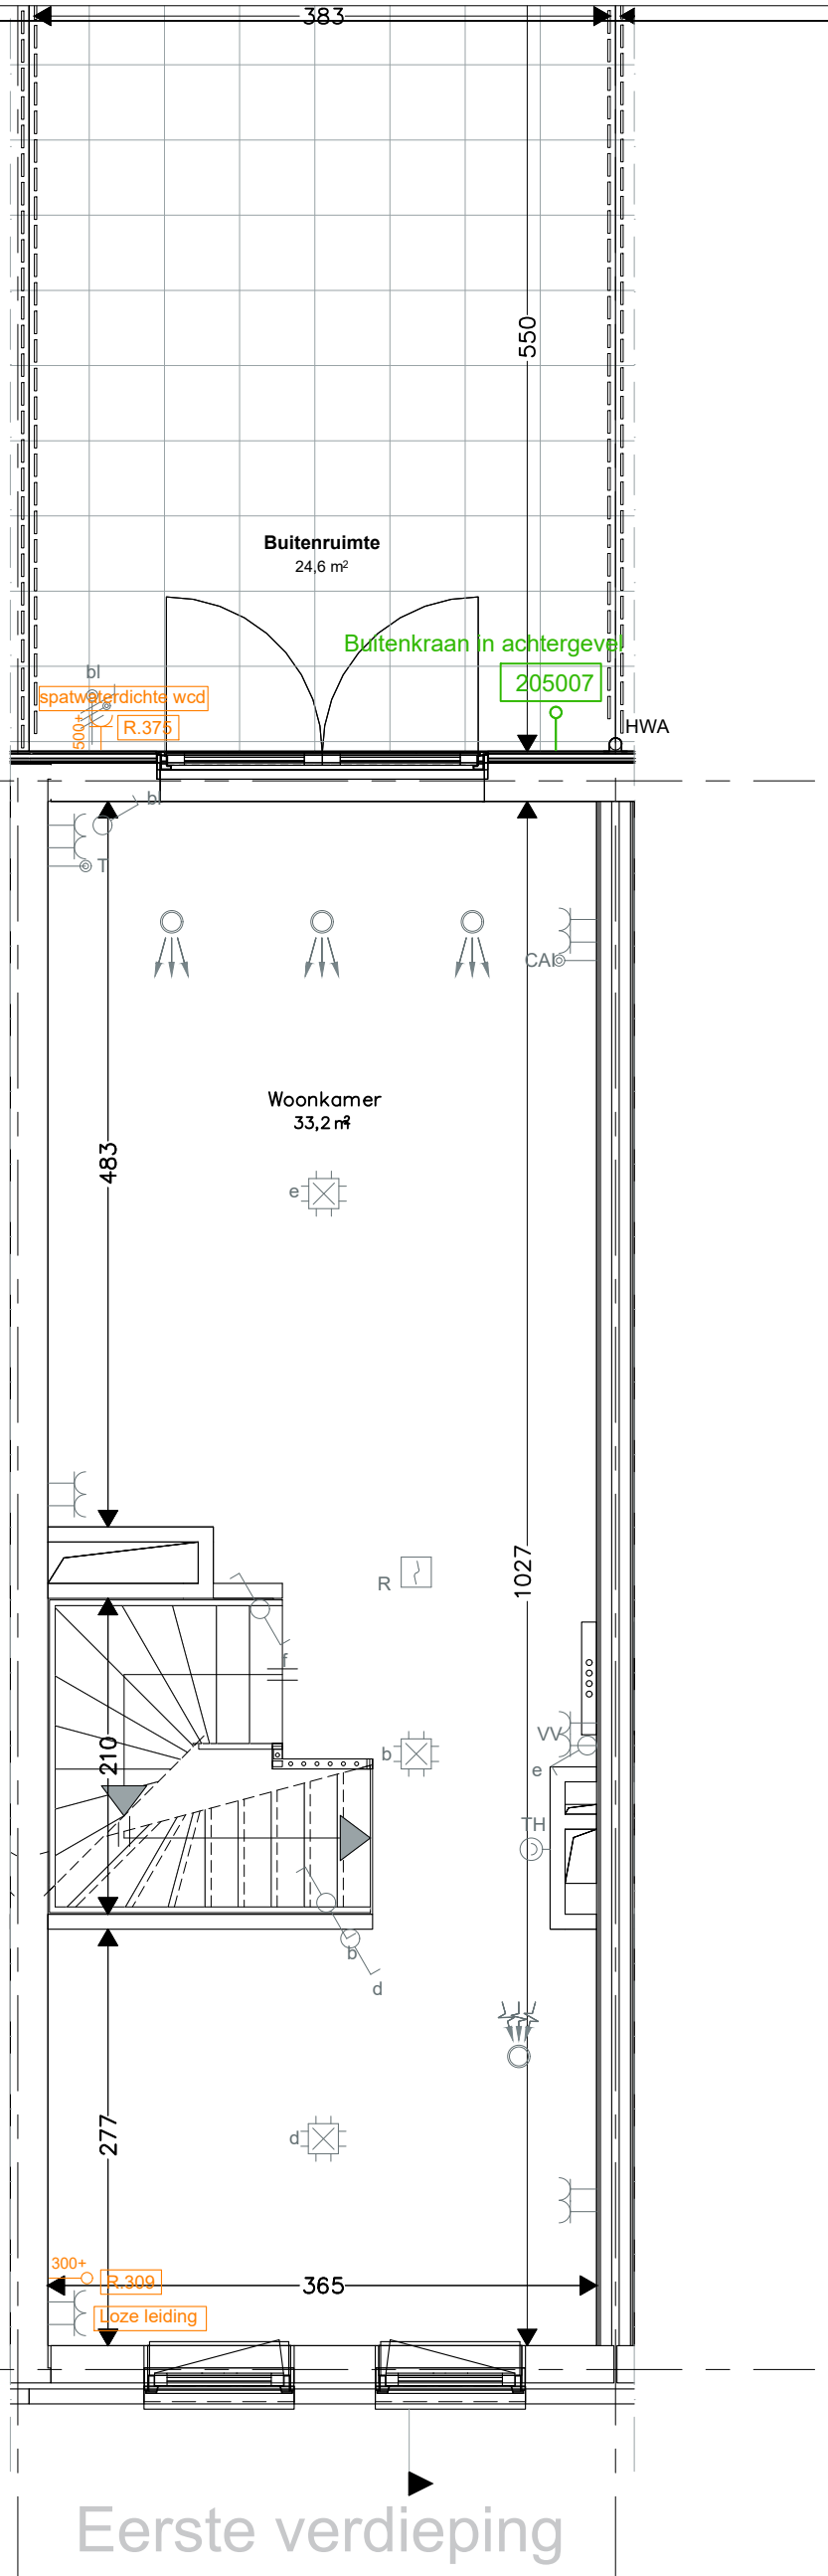 383
550
Buitenruimte
24,6 m²
Buitenkraan in achtergevel
205007
bl
spatwaterdichte wcd
500+
R.375
HWA
bl
T
CAI
Woonkamer
33,2 m²
483
e
R
1027
f
210
b
VV
e
TH
b
d
277
d
300+
R.309
365
Loze leiding
Eerste verdieping